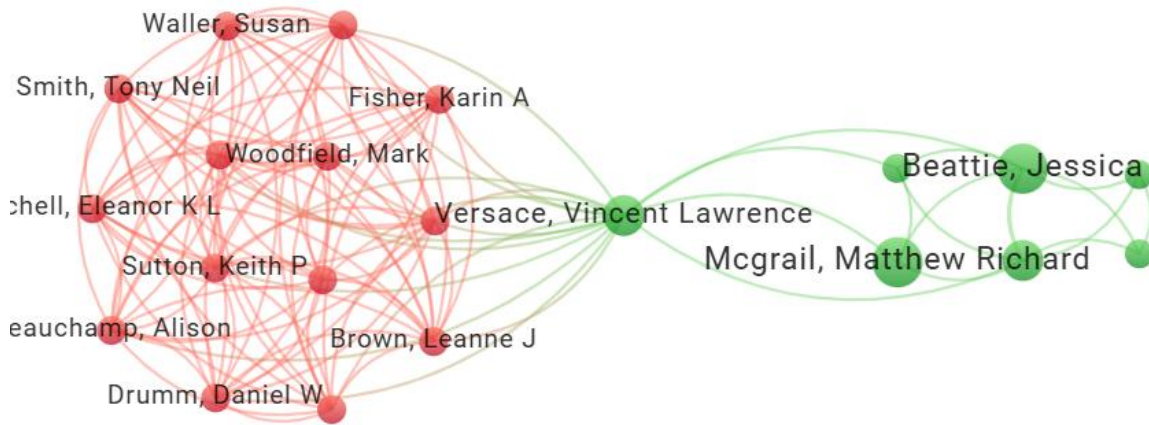 Waller, Susan
Smith, Tony Neil
Fisher, Karin A
Woodfield, Mark
Beattie, Jessica
chell, Eleanor K L
Versace, Vincent Lawrence
Sutton, Keith P
Mcgrail, Matthew Richard
eauchamp, Alison
Brown, Leanne J
Drumm, Daniel W